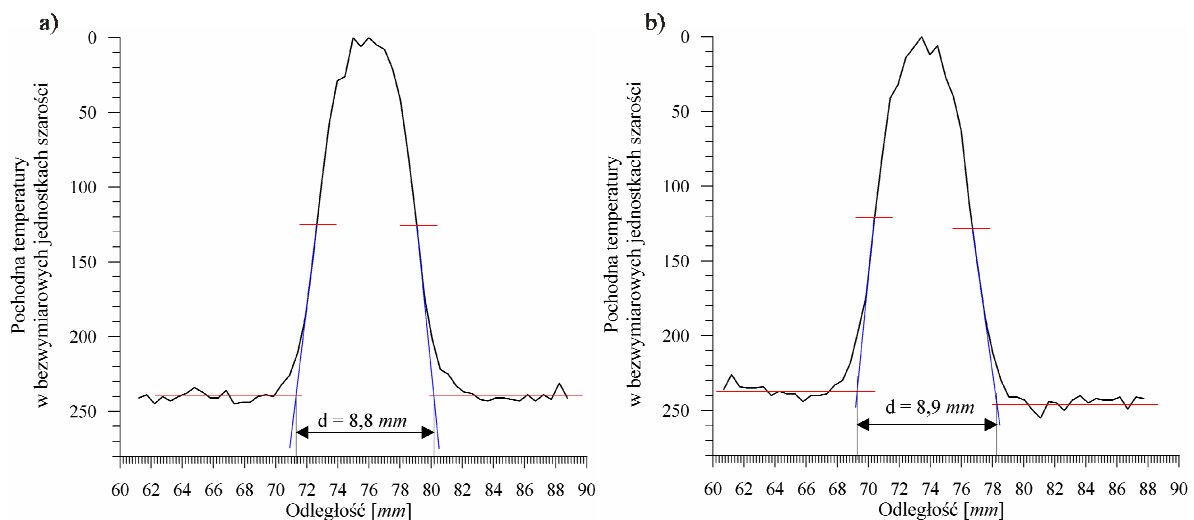 a)
Pochodna temperatury
w bezwymiarowych jednostkach szarości
0
50
100
150
200
250
d = 8,8 mm
60 62 64 66 68 70 72 74 76 78 80 82 84 86 88 90
Odległość [mm]
b)
Pochodna temperatury
w bezwymiarowych jednostkach szarości
0
50
100
150
200
250
d = 8,9 mm
60 62 64 66 68 70 72 74 76 78 80 82 84 86 88 90
Odległość [mm]